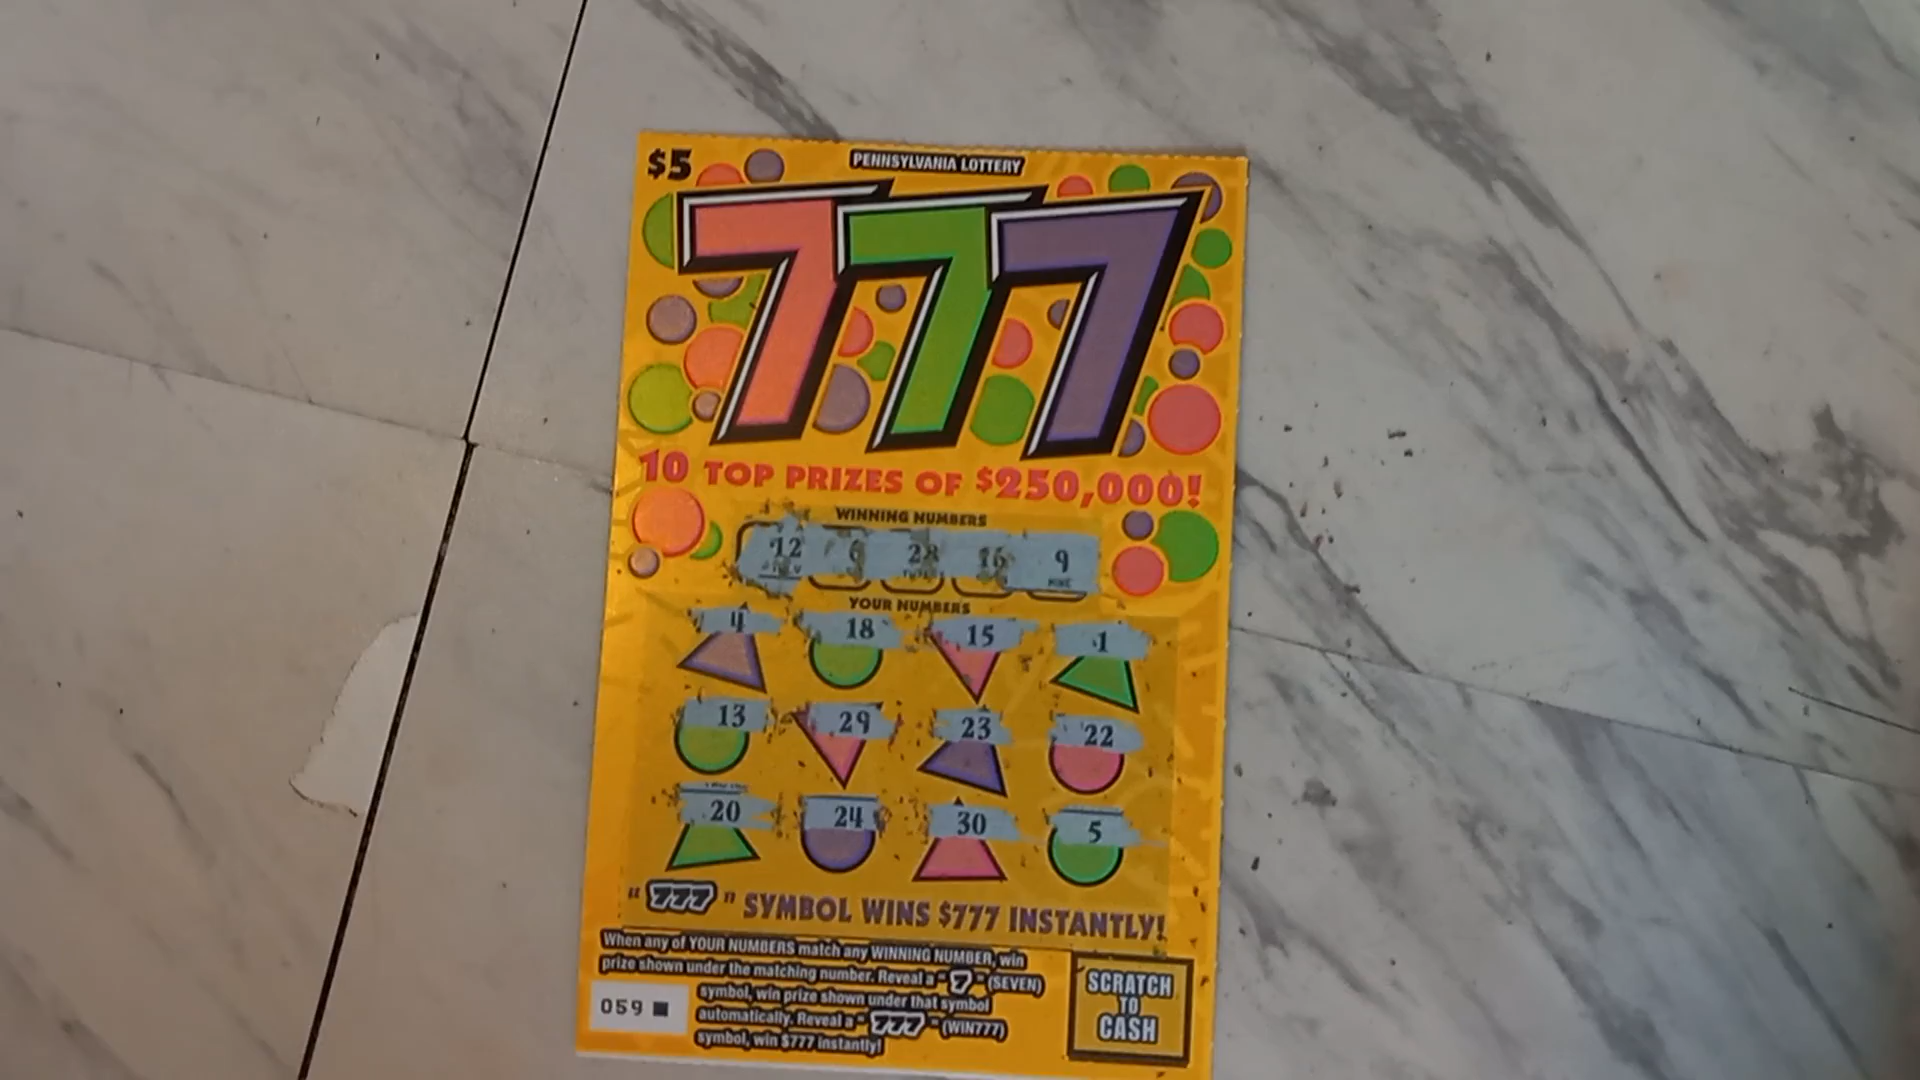 $5
PENNSYLVANIA LOTTERY
777
10 TOP PRIZES OF $250,000!
WINNING NUMBERS
12 6 28 16 9
NINE
YOUR NUMBERS
4 18 15 1
13 29 23 22
20 24 30 5
"777" SYMBOL WINS $777 INSTANTLY!
When any of YOUR NUMBERS match any WINNING NUMBER, win
prize shown under the matching number. Reveal a "7" (SEVEN)
symbol, win prize shown under that symbol
automatically. Reveal a "777" (WIN777)
symbol, win $777 instantly!
059
SCRATCH
TO
CASH